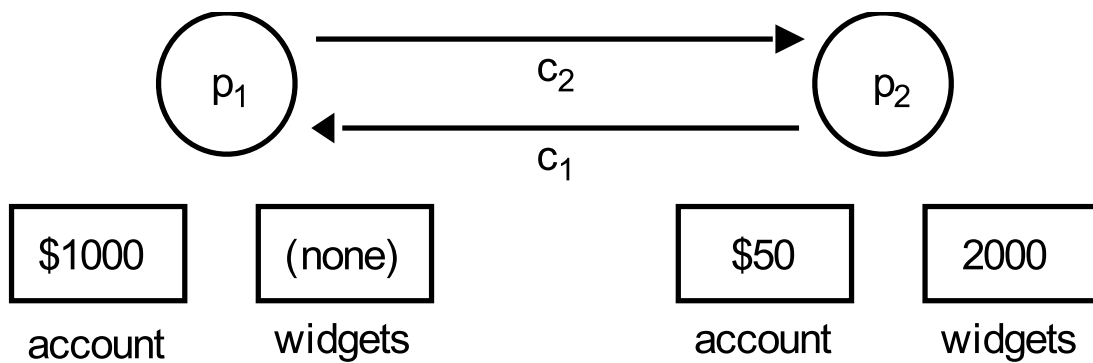 p₁
c₂
p₂
c₁
$1000
(none)
$50
2000
account
widgets
account
widgets